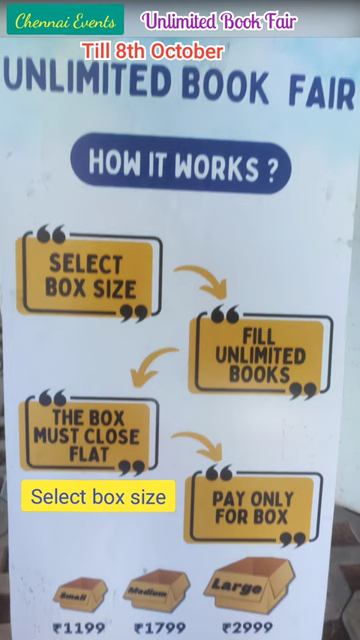 Chennai Events
Unlimited Book Fair
Till 8th October
UNLIMITED BOOK FAIR
HOW IT WORKS ?
SELECT
BOX SIZE
FILL
UNLIMITED
BOOKS
THE BOX
MUST CLOSE
FLAT
Select box size
PAY ONLY
FOR BOX
Small
Medium
Large
₹1199
₹1799
₹2999